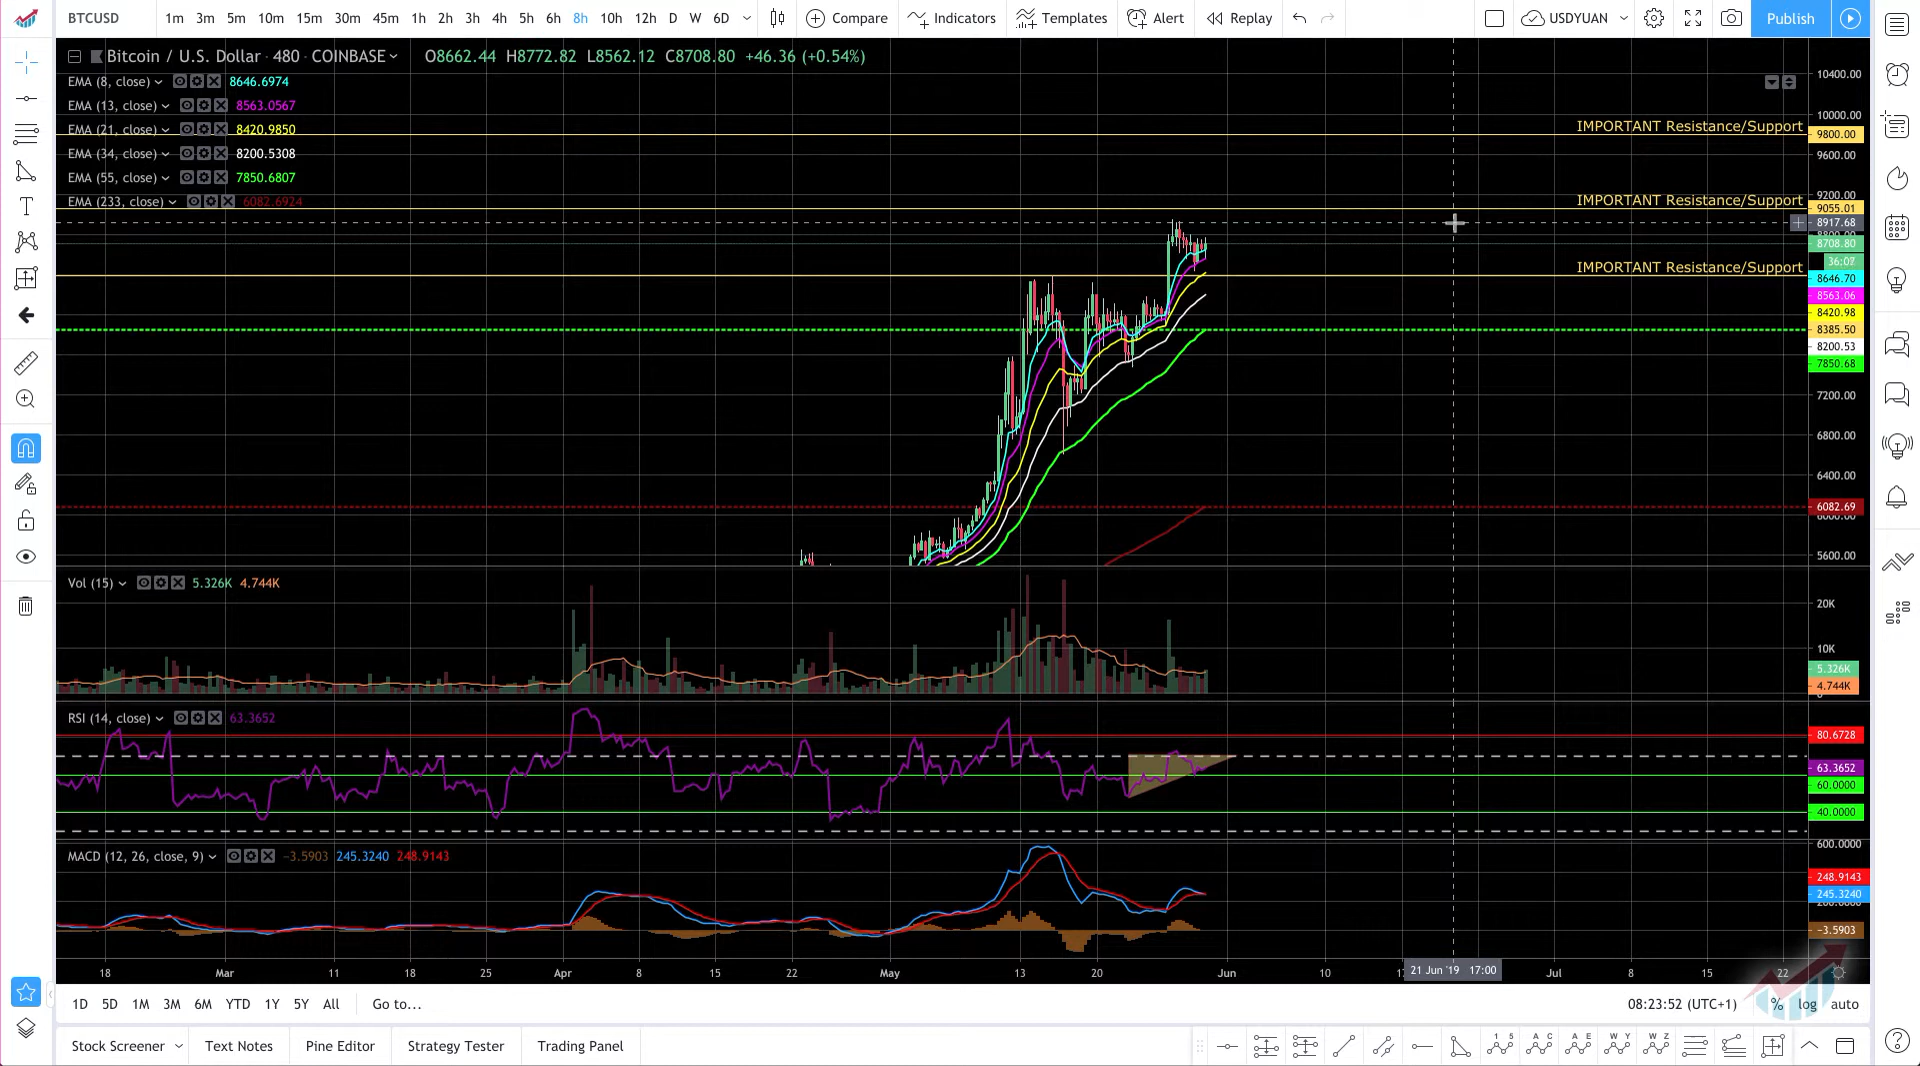 BTCUSD 1m 3m 5m 10m 15m 30m 45m 1h 2h 3h 4h 5h 6h 8h 10h 12h D W 6D Compare Indicators Templates Alert Replay USDYUAN Publish
Bitcoin / U.S. Dollar · 480 · COINBASE O8662.44 H8772.82 L8562.12 C8708.80 +46.36 (+0.54%)
EMA (8, close) 8646.6974
EMA (13, close) 8563.0567
EMA (21, close) 8420.9850
EMA (34, close) 8200.5308
EMA (55, close) 7850.6807
EMA (233, close) 6082.6924
10400.00
10000.00
IMPORTANT Resistance/Support 9800.00
9600.00
9200.00
IMPORTANT Resistance/Support 9055.01
8917.68
8708.80
36:07
IMPORTANT Resistance/Support 8646.70
8563.06
8420.98
8385.50
8200.53
7850.68
7200.00
6800.00
6400.00
6082.69
5600.00
Vol (15) 5.326K 4.744K
20K
10K
5.326K
4.744K
RSI (14, close) 63.3652
80.6728
63.3652
60.0000
40.0000
MACD (12, 26, close, 9) −3.5903 245.3240 248.9143
600.0000
248.9143
245.3240
−3.5903
18 Mar 11 18 25 Apr 8 15 22 May 13 20 Jun 10 21 Jun '19 17:00 Jul 8 15 22
1D 5D 1M 3M 6M YTD 1Y 5Y All Go to... 08:23:52 (UTC+1) % log auto
Stock Screener Text Notes Pine Editor Strategy Tester Trading Panel